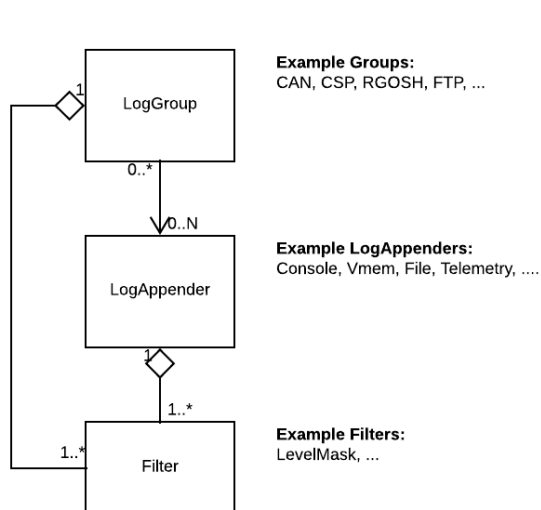 Example Groups:
CAN, CSP, RGOSH, FTP, ...
1
LogGroup
0..*
0..N
Example LogAppenders:
Console, Vmem, File, Telemetry, ....
LogAppender
1
1..*
Example Filters:
LevelMask, ...
1..*
Filter